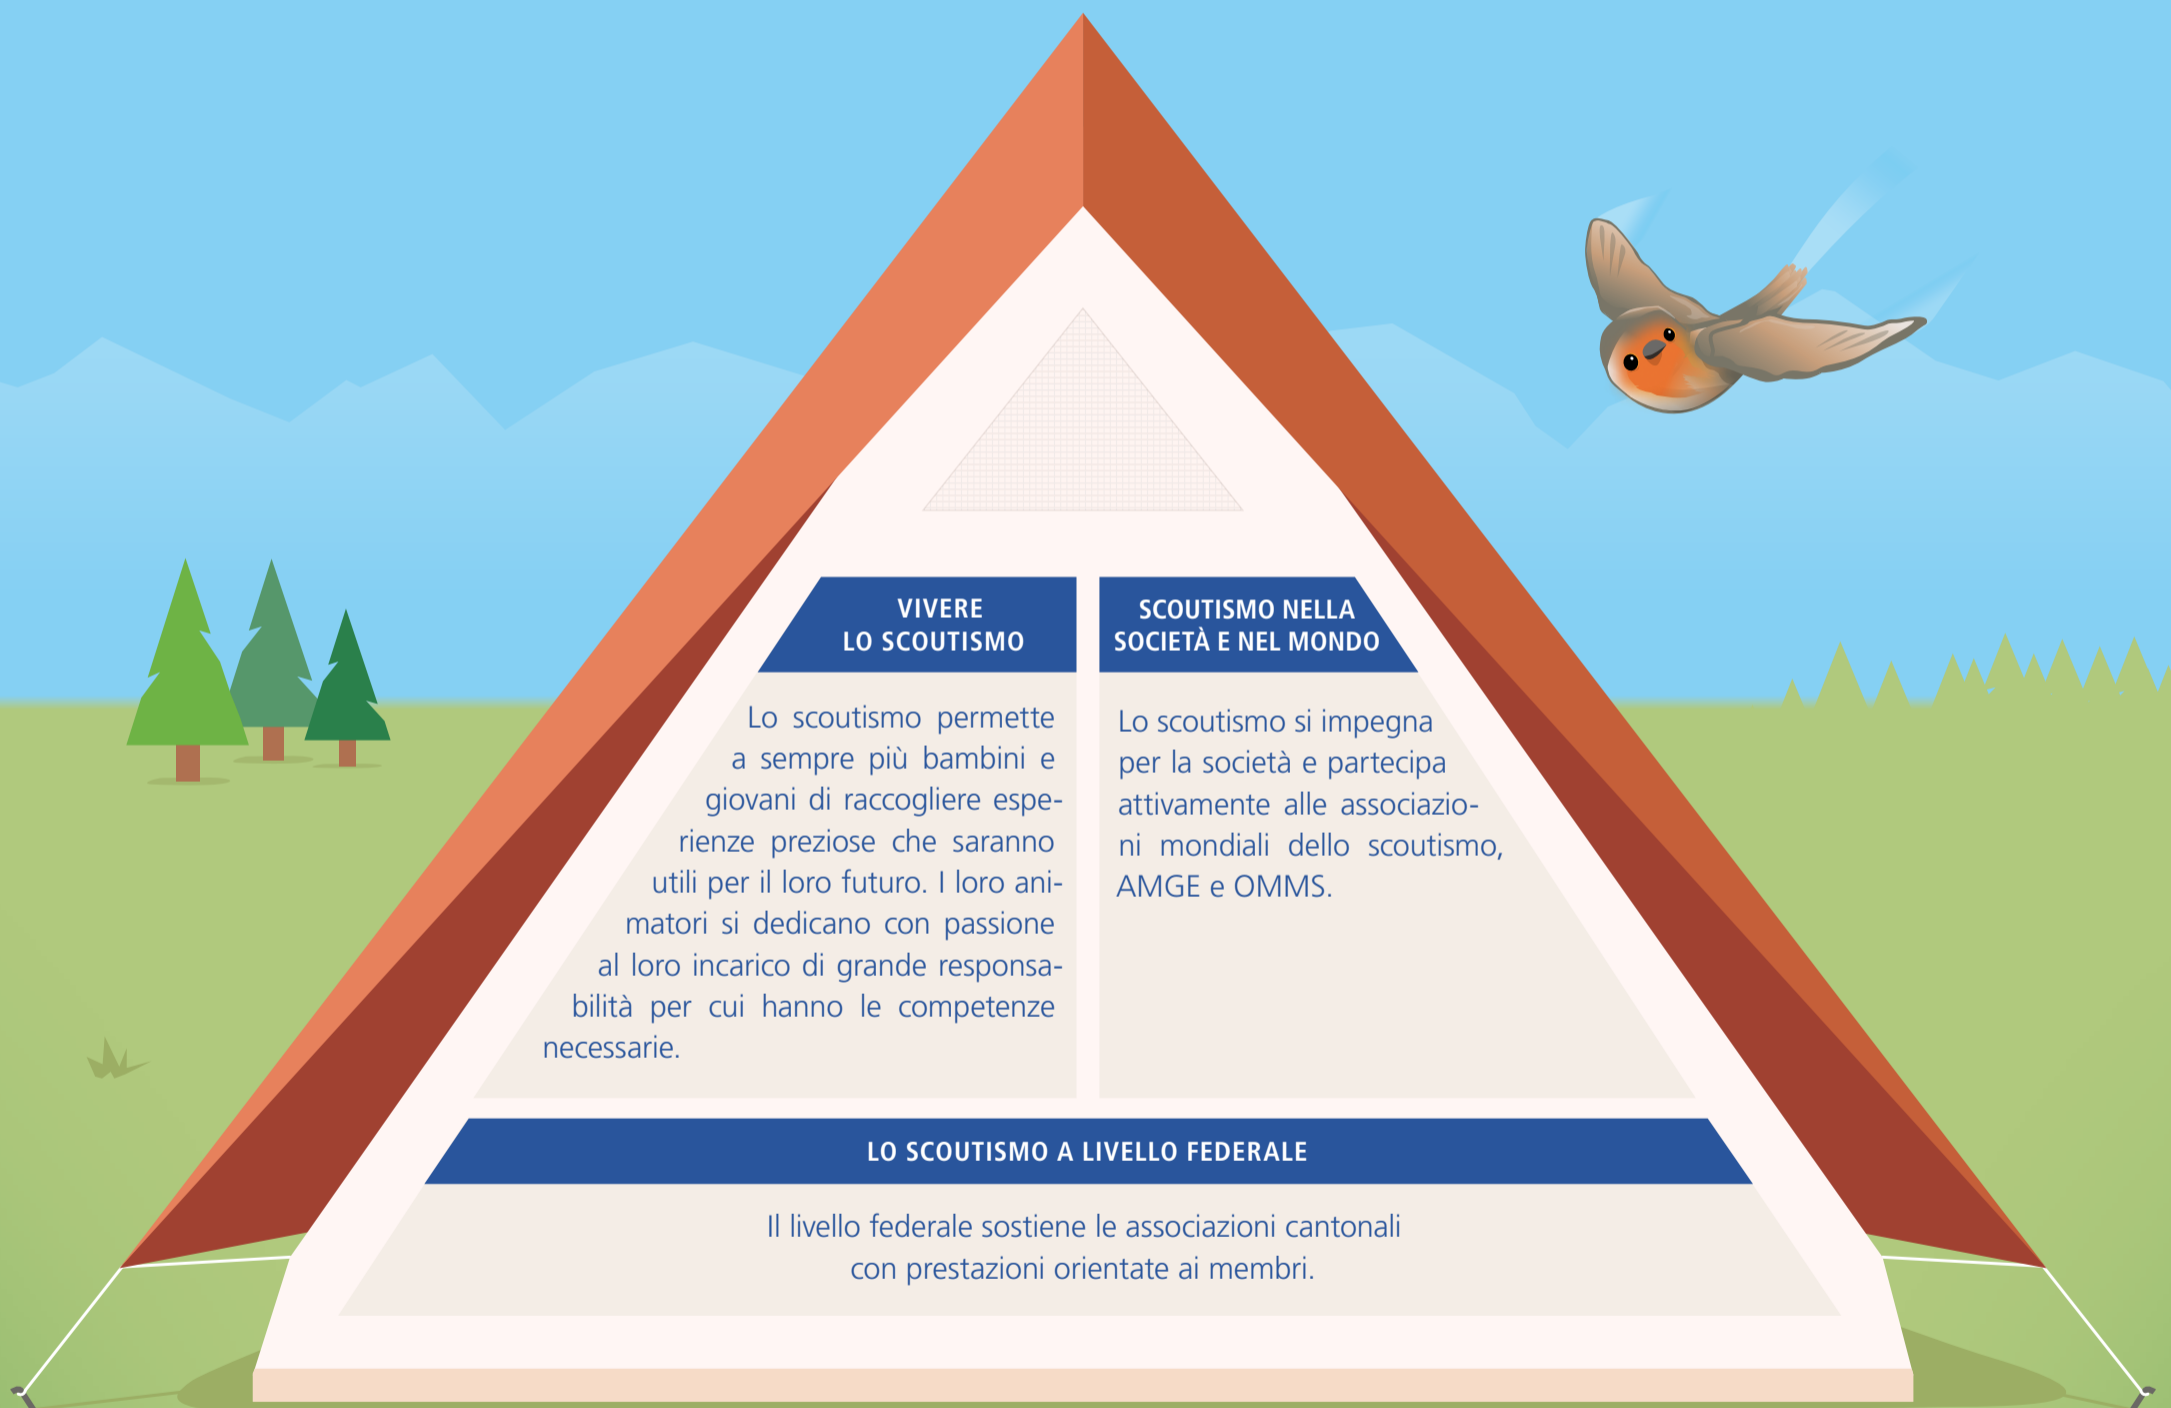 VIVERE
LO SCOUTISMO
Lo scoutismo permette
a sempre più bambini e
giovani di raccogliere espe-
rienze preziose che saranno
utili per il loro futuro. I loro ani-
matori si dedicano con passione
al loro incarico di grande responsa-
bilità per cui hanno le competenze
necessarie.
SCOUTISMO NELLA
SOCIETÀ E NEL MONDO
Lo scoutismo si impegna
per la società e partecipa
attivamente alle associazio-
ni mondiali dello scoutismo,
AMGE e OMMS.
LO SCOUTISMO A LIVELLO FEDERALE
Il livello federale sostiene le associazioni cantonali
con prestazioni orientate ai membri.